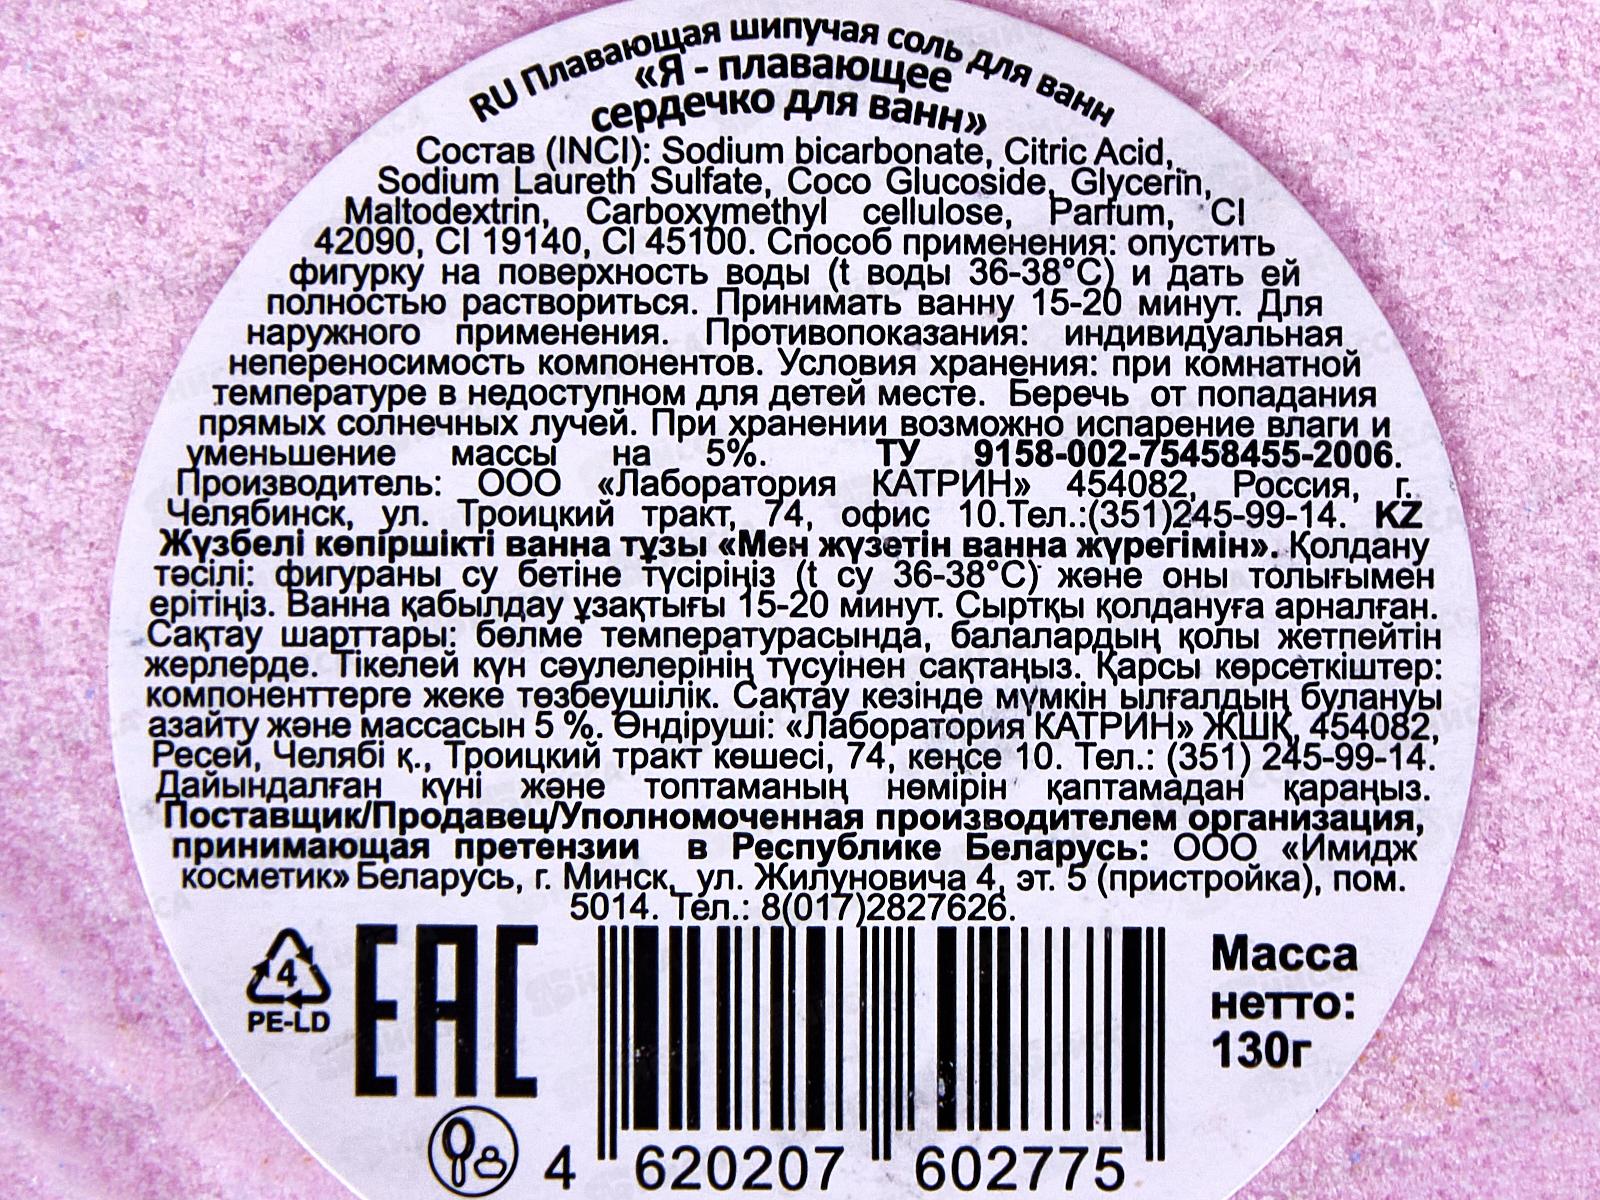 RU Плавающая шипучая соль для ванн
«Я - плавающее
сердечко для ванн»
Состав (INCI): Sodium bicarbonate, Citric Acid,
Sodium Laureth Sulfate, Coco Glucoside, Glycerin,
Maltodextrin, Carboxymethyl cellulose, Parfum, CI
42090, CI 19140, CI 45100. Способ применения: опустить
фигурку на поверхность воды (t воды 36-38°C) и дать ей
полностью раствориться. Принимать ванну 15-20 минут. Для
наружного применения. Противопоказания: индивидуальная
непереносимость компонентов. Условия хранения: при комнатной
температуре в недоступном для детей месте. Беречь от попадания
прямых солнечных лучей. При хранении возможно испарение влаги и
уменьшение массы на 5%. ТУ 9158-002-75458455-2006.
Производитель: ООО «Лаборатория КАТРИН» 454082, Россия, г.
Челябинск, ул. Троицкий тракт, 74, офис 10.Тел.:(351)245-99-14. KZ
Жүзбелі көпіршікті ванна тұзы «Мен жүзетін ванна жүрегімін». Қолдану
тәсілі: фигураны су бетіне түсіріңіз (t су 36-38°C) және оны толығымен
ерітіңіз. Ванна қабылдау ұзақтығы 15-20 минут. Сыртқы қолдануға арналған.
Сақтау шарттары: бөлме температурасында, балалардың қолы жетпейтін
жерлерде. Тікелей күн сәулелерінің түсуінен сақтаңыз. Қарсы көрсеткіштер:
компоненттерге жеке төзбеушілік. Сақтау кезінде мүмкін ылғалдың булануы
азайту және массасын 5 %. Өндіруші: «Лаборатория КАТРИН» ЖШҚ, 454082,
Ресей, Челябі қ., Троицкий тракт көшесі, 74, кеңсе 10. Тел.: (351) 245-99-14.
Дайындалған күні және топтаманың нөмірін қаптамадан қараңыз.
Поставщик/Продавец/Уполномоченная производителем организация,
принимающая претензии в Республике Беларусь: ООО «Имидж
косметик» Беларусь, г. Минск, ул. Жилуновича 4, эт. 5 (пристройка), пом.
5014. Тел.: 8(017)2827626.
4
PE-LD
EAC
Масса
нетто:
130г
4 620207 602775